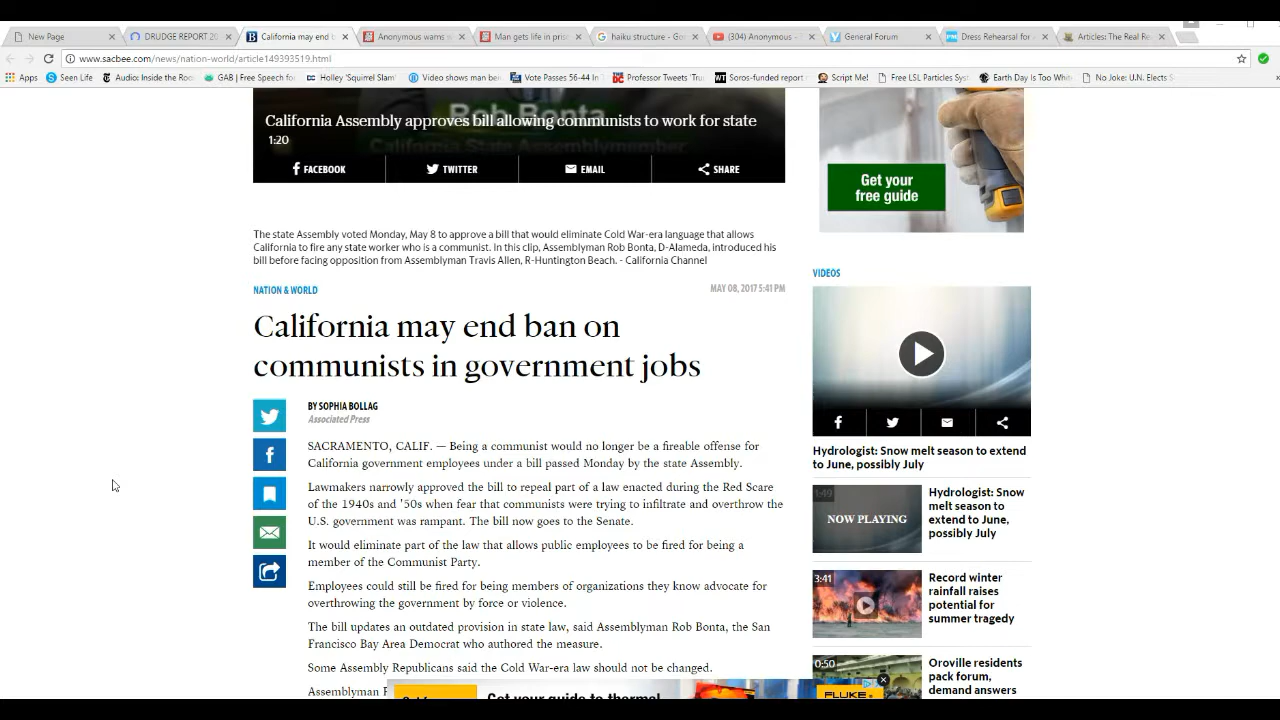 New Page
DRUDGE REPORT 20
California may end b
Anonymous warns
Man gets life in pris
haiku structure - Go
(304) Anonymous -
General Forum
Dress Rehearsal for
Articles: The Real Re
www.sacbee.com/news/nation-world/article149393519.html
Apps
Seen Life
Audio: Inside the Roo
GAB | Free Speech fo
Holley 'Squirrel Slam'
Video shows man be
Vote Passes 56-44 In
Professor Tweets 'Tru
Soros-funded report
Script Me!
Free LSL Particles Sys
Earth Day Is Too Whit
No Joke: U.N. Elects S
Rob Bonta
California Assembly approves bill allowing communists to work for state
California State Assemblymember
1:20
FACEBOOK
TWITTER
EMAIL
SHARE
Get your
free guide
The state Assembly voted Monday, May 8 to approve a bill that would eliminate Cold War-era language that allows
California to fire any state worker who is a communist. In this clip, Assemblyman Rob Bonta, D-Alameda, introduced his
bill before facing opposition from Assemblyman Travis Allen, R-Huntington Beach. - California Channel
NATION & WORLD
MAY 08, 2017 5:41 PM
California may end ban on
communists in government jobs
BY SOPHIA BOLLAG
Associated Press
SACRAMENTO, CALIF. — Being a communist would no longer be a fireable offense for
California government employees under a bill passed Monday by the state Assembly.
Lawmakers narrowly approved the bill to repeal part of a law enacted during the Red Scare
of the 1940s and '50s when fear that communists were trying to infiltrate and overthrow the
U.S. government was rampant. The bill now goes to the Senate.
It would eliminate part of the law that allows public employees to be fired for being a
member of the Communist Party.
Employees could still be fired for being members of organizations they know advocate for
overthrowing the government by force or violence.
The bill updates an outdated provision in state law, said Assemblyman Rob Bonta, the San
Francisco Bay Area Democrat who authored the measure.
Some Assembly Republicans said the Cold War-era law should not be changed.
Assemblyman
VIDEOS
Hydrologist: Snow melt season to extend
to June, possibly July
1:49
NOW PLAYING
Hydrologist: Snow
melt season to
extend to June,
possibly July
3:41
Record winter
rainfall raises
potential for
summer tragedy
0:50
Oroville residents
pack forum,
demand answers
Get your guide to thermal
FLUKE